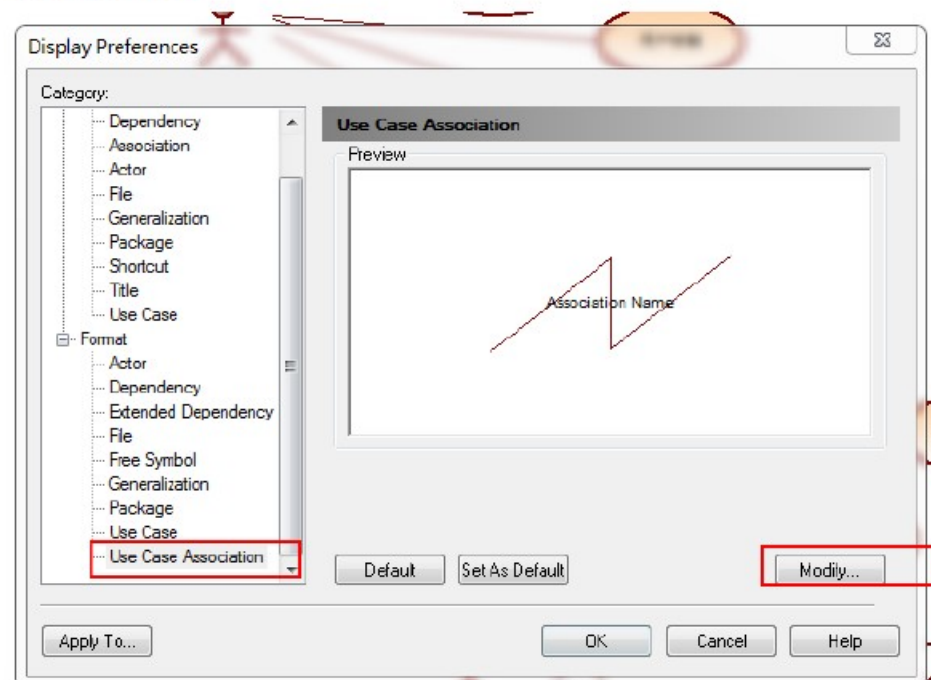 Display Preferences
Category:
Dependency
Association
Actor
File
Generalization
Package
Shortcut
Title
Use Case
Format
Actor
Dependency
Extended Dependency
File
Free Symbol
Generalization
Package
Use Case
Use Case Association
Use Case Association
Preview
Association Name
Default
Set As Default
Modify...
Apply To...
OK
Cancel
Help